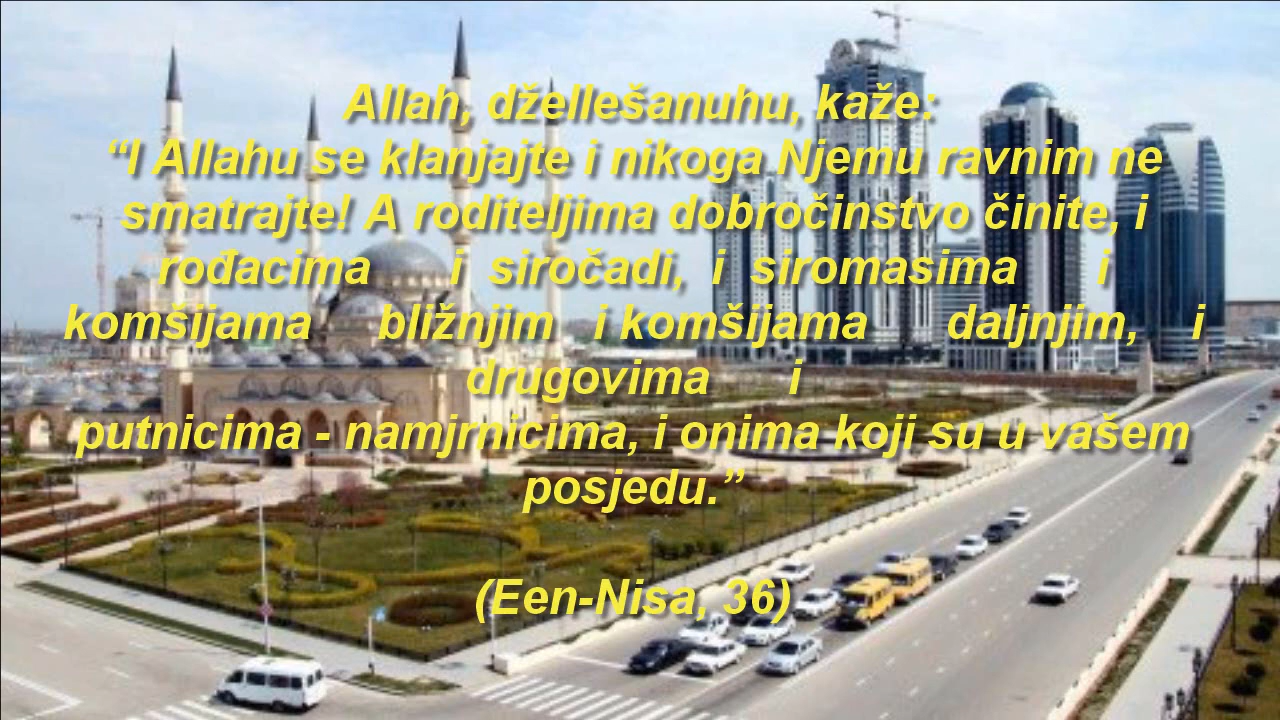 Allah, džellešanuhu, kaže:
“I Allahu se klanjajte i nikoga Njemu ravnim ne
smatrajte! A roditeljima dobročinstvo činite, i
rođacima i siročadi, i siromasima i
komšijama bližnjim i komšijama daljnjim, i
drugovima i
putnicima - namjrnicima, i onima koji su u vašem
posjedu.”
(Een-Nisa, 36)